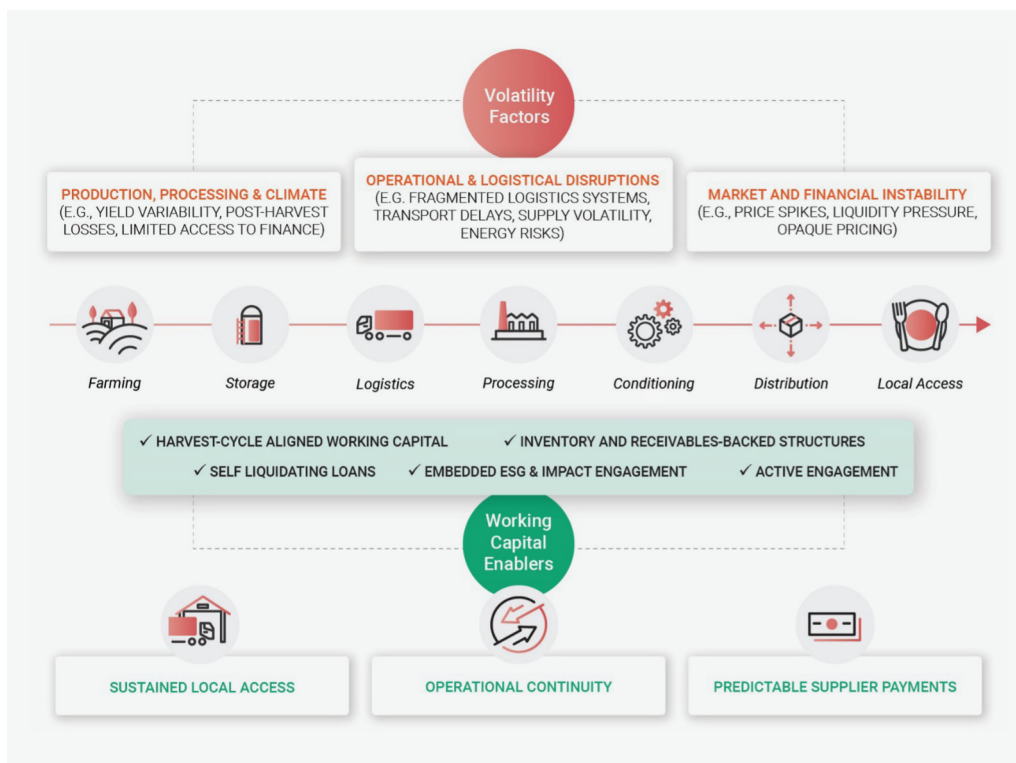 Volatility
Factors
PRODUCTION, PROCESSING & CLIMATE
(E.G., YIELD VARIABILITY, POST-HARVEST
LOSSES, LIMITED ACCESS TO FINANCE)
OPERATIONAL & LOGISTICAL DISRUPTIONS
(E.G. FRAGMENTED LOGISTICS SYSTEMS,
TRANSPORT DELAYS, SUPPLY VOLATILITY,
ENERGY RISKS)
MARKET AND FINANCIAL INSTABILITY
(E.G., PRICE SPIKES, LIQUIDITY PRESSURE,
OPAQUE PRICING)
Farming
Storage
Logistics
Processing
Conditioning
Distribution
Local Access
✓ HARVEST-CYCLE ALIGNED WORKING CAPITAL
✓ INVENTORY AND RECEIVABLES-BACKED STRUCTURES
✓ SELF LIQUIDATING LOANS
✓ EMBEDDED ESG & IMPACT ENGAGEMENT
✓ ACTIVE ENGAGEMENT
Working
Capital
Enablers
SUSTAINED LOCAL ACCESS
OPERATIONAL CONTINUITY
PREDICTABLE SUPPLIER PAYMENTS